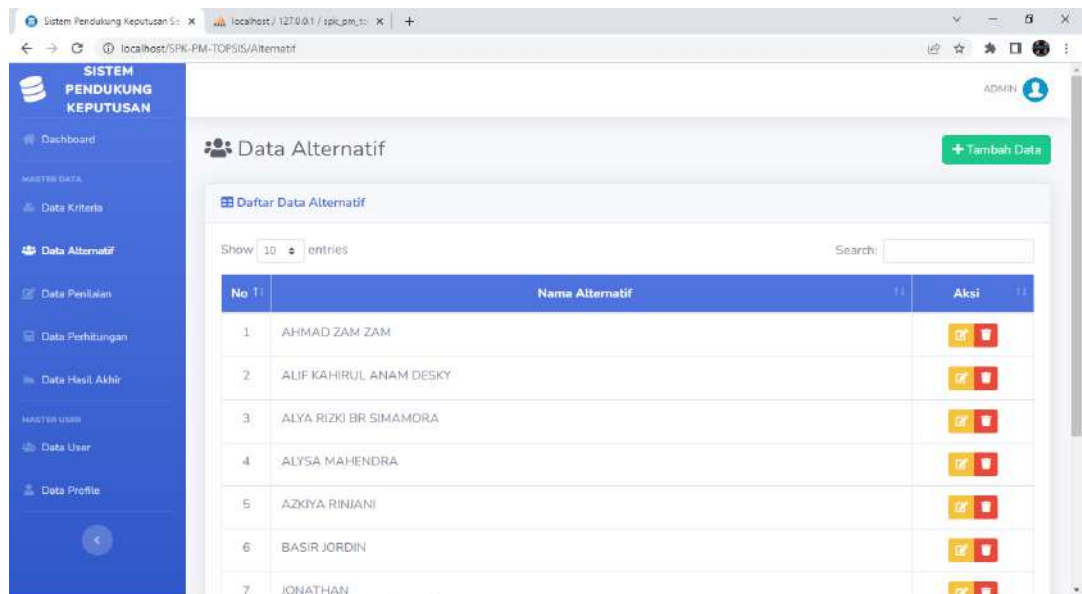 Sistem Pendukung Keputusan S
localhost / 127.0.0.1 / spk_pm_to
localhost/SPK-PM-TOPSIS/Alternatif
SISTEM
PENDUKUNG
KEPUTUSAN
ADMIN
Dashboard
Data Alternatif
Tambah Data
MASTER DATA
Data Kriteria
Daftar Data Alternatif
Data Alternatif
Show 10 entries
Search:
Data Penilaian
No
Nama Alternatif
Aksi
Data Perhitungan
1 AHMAD ZAM ZAM
Data Hasil Akhir
2 ALIF KAHIRUL ANAM DESKY
MASTER USER
3 ALYA RIZKI BR SIMAMORA
Data User
4 ALYSA MAHENDRA
Data Profile
5 AZKIYA RINJANI
6 BASIR JORDIN
7 JONATHAN